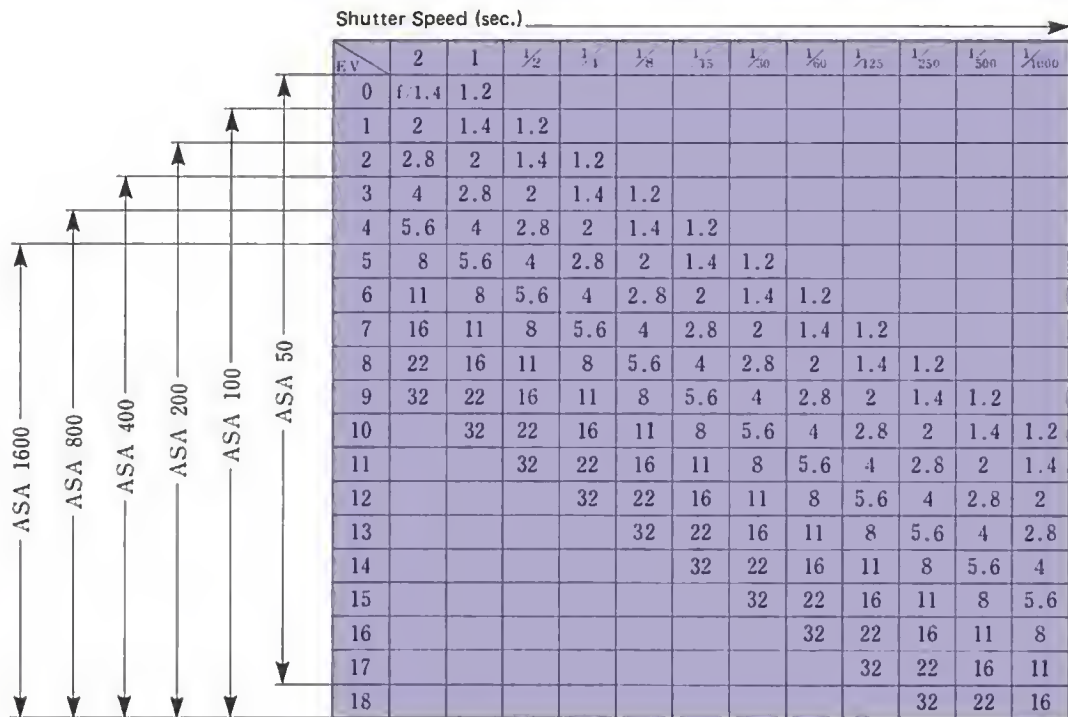 Shutter Speed (sec.)
EV 2 1 1/2 1/4 1/8 1/15 1/30 1/60 1/125 1/250 1/500 1/1000
0 f/1.4 1.2
1 2 1.4 1.2
2 2.8 2 1.4 1.2
3 4 2.8 2 1.4 1.2
4 5.6 4 2.8 2 1.4 1.2
5 8 5.6 4 2.8 2 1.4 1.2
6 11 8 5.6 4 2.8 2 1.4 1.2
7 16 11 8 5.6 4 2.8 2 1.4 1.2
8 22 16 11 8 5.6 4 2.8 2 1.4 1.2
9 32 22 16 11 8 5.6 4 2.8 2 1.4 1.2
10 32 22 16 11 8 5.6 4 2.8 2 1.4 1.2
11 32 22 16 11 8 5.6 4 2.8 2 1.4
12 32 22 16 11 8 5.6 4 2.8 2
13 32 22 16 11 8 5.6 4 2.8
14 32 22 16 11 8 5.6 4
15 32 22 16 11 8 5.6
16 32 22 16 11 8
17 32 22 16 11
18 32 22 16
ASA 1600
ASA 800
ASA 400
ASA 200
ASA 100
ASA 50